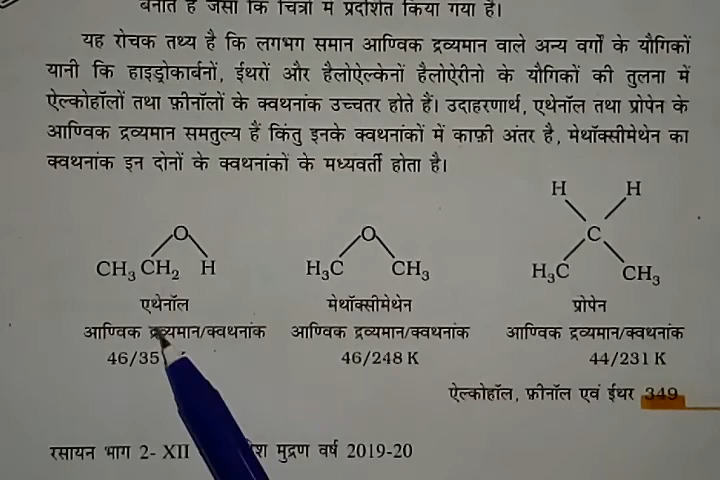 बनाते हैं जैसा कि चित्रों में प्रदर्शित किया गया है।
यह रोचक तथ्य है कि लगभग समान आण्विक द्रव्यमान वाले अन्य वर्गों के यौगिकों
यानी कि हाइड्रोकार्बनों, ईथरों और हैलोऐल्केनों हैलोऐरीनो के यौगिकों की तुलना में
ऐल्कोहॉलों तथा फ़ीनॉलों के क्वथनांक उच्चतर होते हैं। उदाहरणार्थ, एथेनॉल तथा प्रोपेन के
आण्विक द्रव्यमान समतुल्य हैं किंतु इनके क्वथनांकों में काफ़ी अंतर है, मेथॉक्सीमेथेन का
क्वथनांक इन दोनों के क्वथनांकों के मध्यवर्ती होता है।
H H
O O C
CH3 CH2 H H3C CH3 H3C CH3
एथेनॉल मेथॉक्सीमेथेन प्रोपेन
आण्विक द्रव्यमान/क्वथनांक आण्विक द्रव्यमान/क्वथनांक आण्विक द्रव्यमान/क्वथनांक
46/35 46/248 K 44/231 K
ऐल्कोहॉल, फ़ीनॉल एवं ईथर 349
रसायन भाग 2- XII मुद्रण वर्ष 2019-20